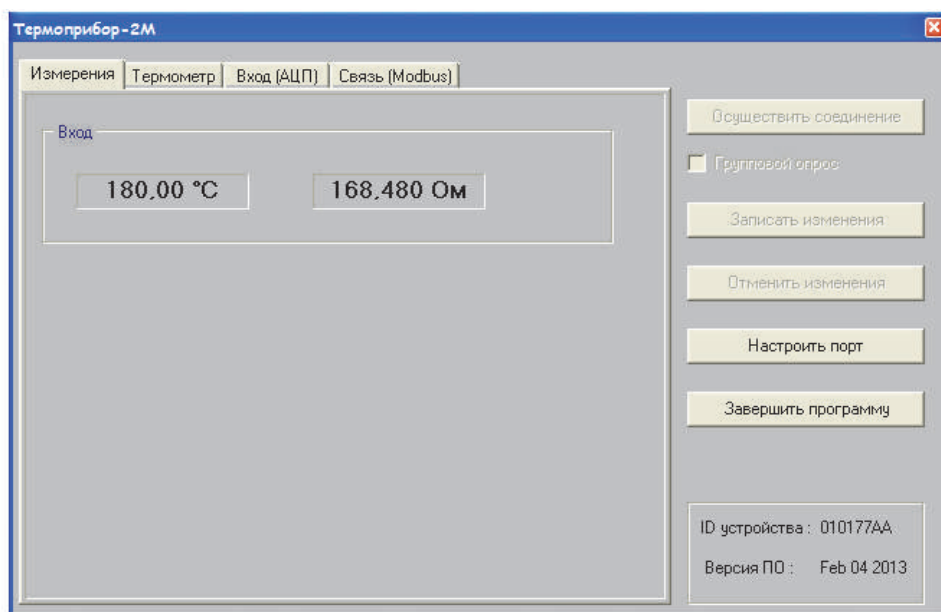 Термоприбор-2М
Измерения Термометр Вход (АЦП) Связь (Modbus)
Вход
180,00 °C 168,480 Ом
Осуществить соединение
Групповой опрос
Записать изменения
Отменить изменения
Настроить порт
Завершить программу
ID устройства : 010177AA
Версия ПО : Feb 04 2013